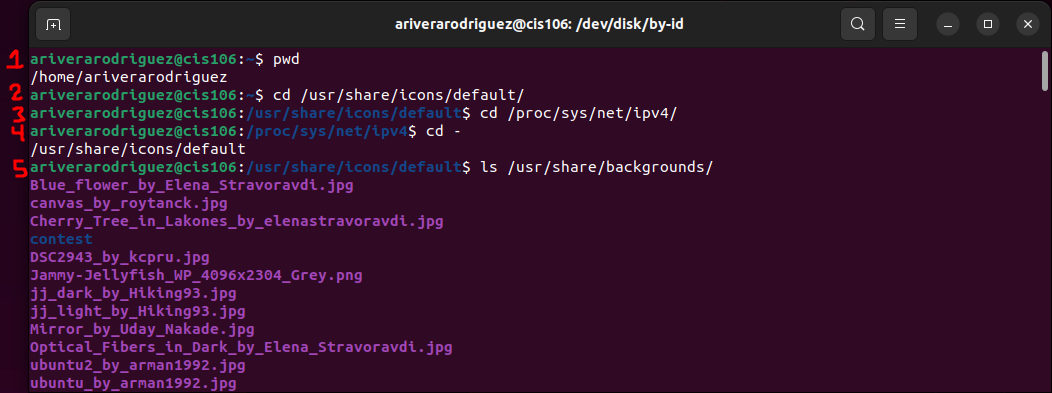 ariverarodriguez@cis106: /dev/disk/by-id
1 ariverarodriguez@cis106:~$ pwd
/home/ariverarodriguez
2 ariverarodriguez@cis106:~$ cd /usr/share/icons/default/
3 ariverarodriguez@cis106:/usr/share/icons/default$ cd /proc/sys/net/ipv4/
4 ariverarodriguez@cis106:/proc/sys/net/ipv4$ cd -
/usr/share/icons/default
5 ariverarodriguez@cis106:/usr/share/icons/default$ ls /usr/share/backgrounds/
Blue_flower_by_Elena_Stravoravdi.jpg
canvas_by_roytanck.jpg
Cherry_Tree_in_Lakones_by_elenastravoravdi.jpg
contest
DSC2943_by_kcpru.jpg
Jammy-Jellyfish_WP_4096x2304_Grey.png
jj_dark_by_Hiking93.jpg
jj_light_by_Hiking93.jpg
Mirror_by_Uday_Nakade.jpg
Optical_Fibers_in_Dark_by_Elena_Stravoravdi.jpg
ubuntu2_by_arman1992.jpg
ubuntu_by_arman1992.jpg